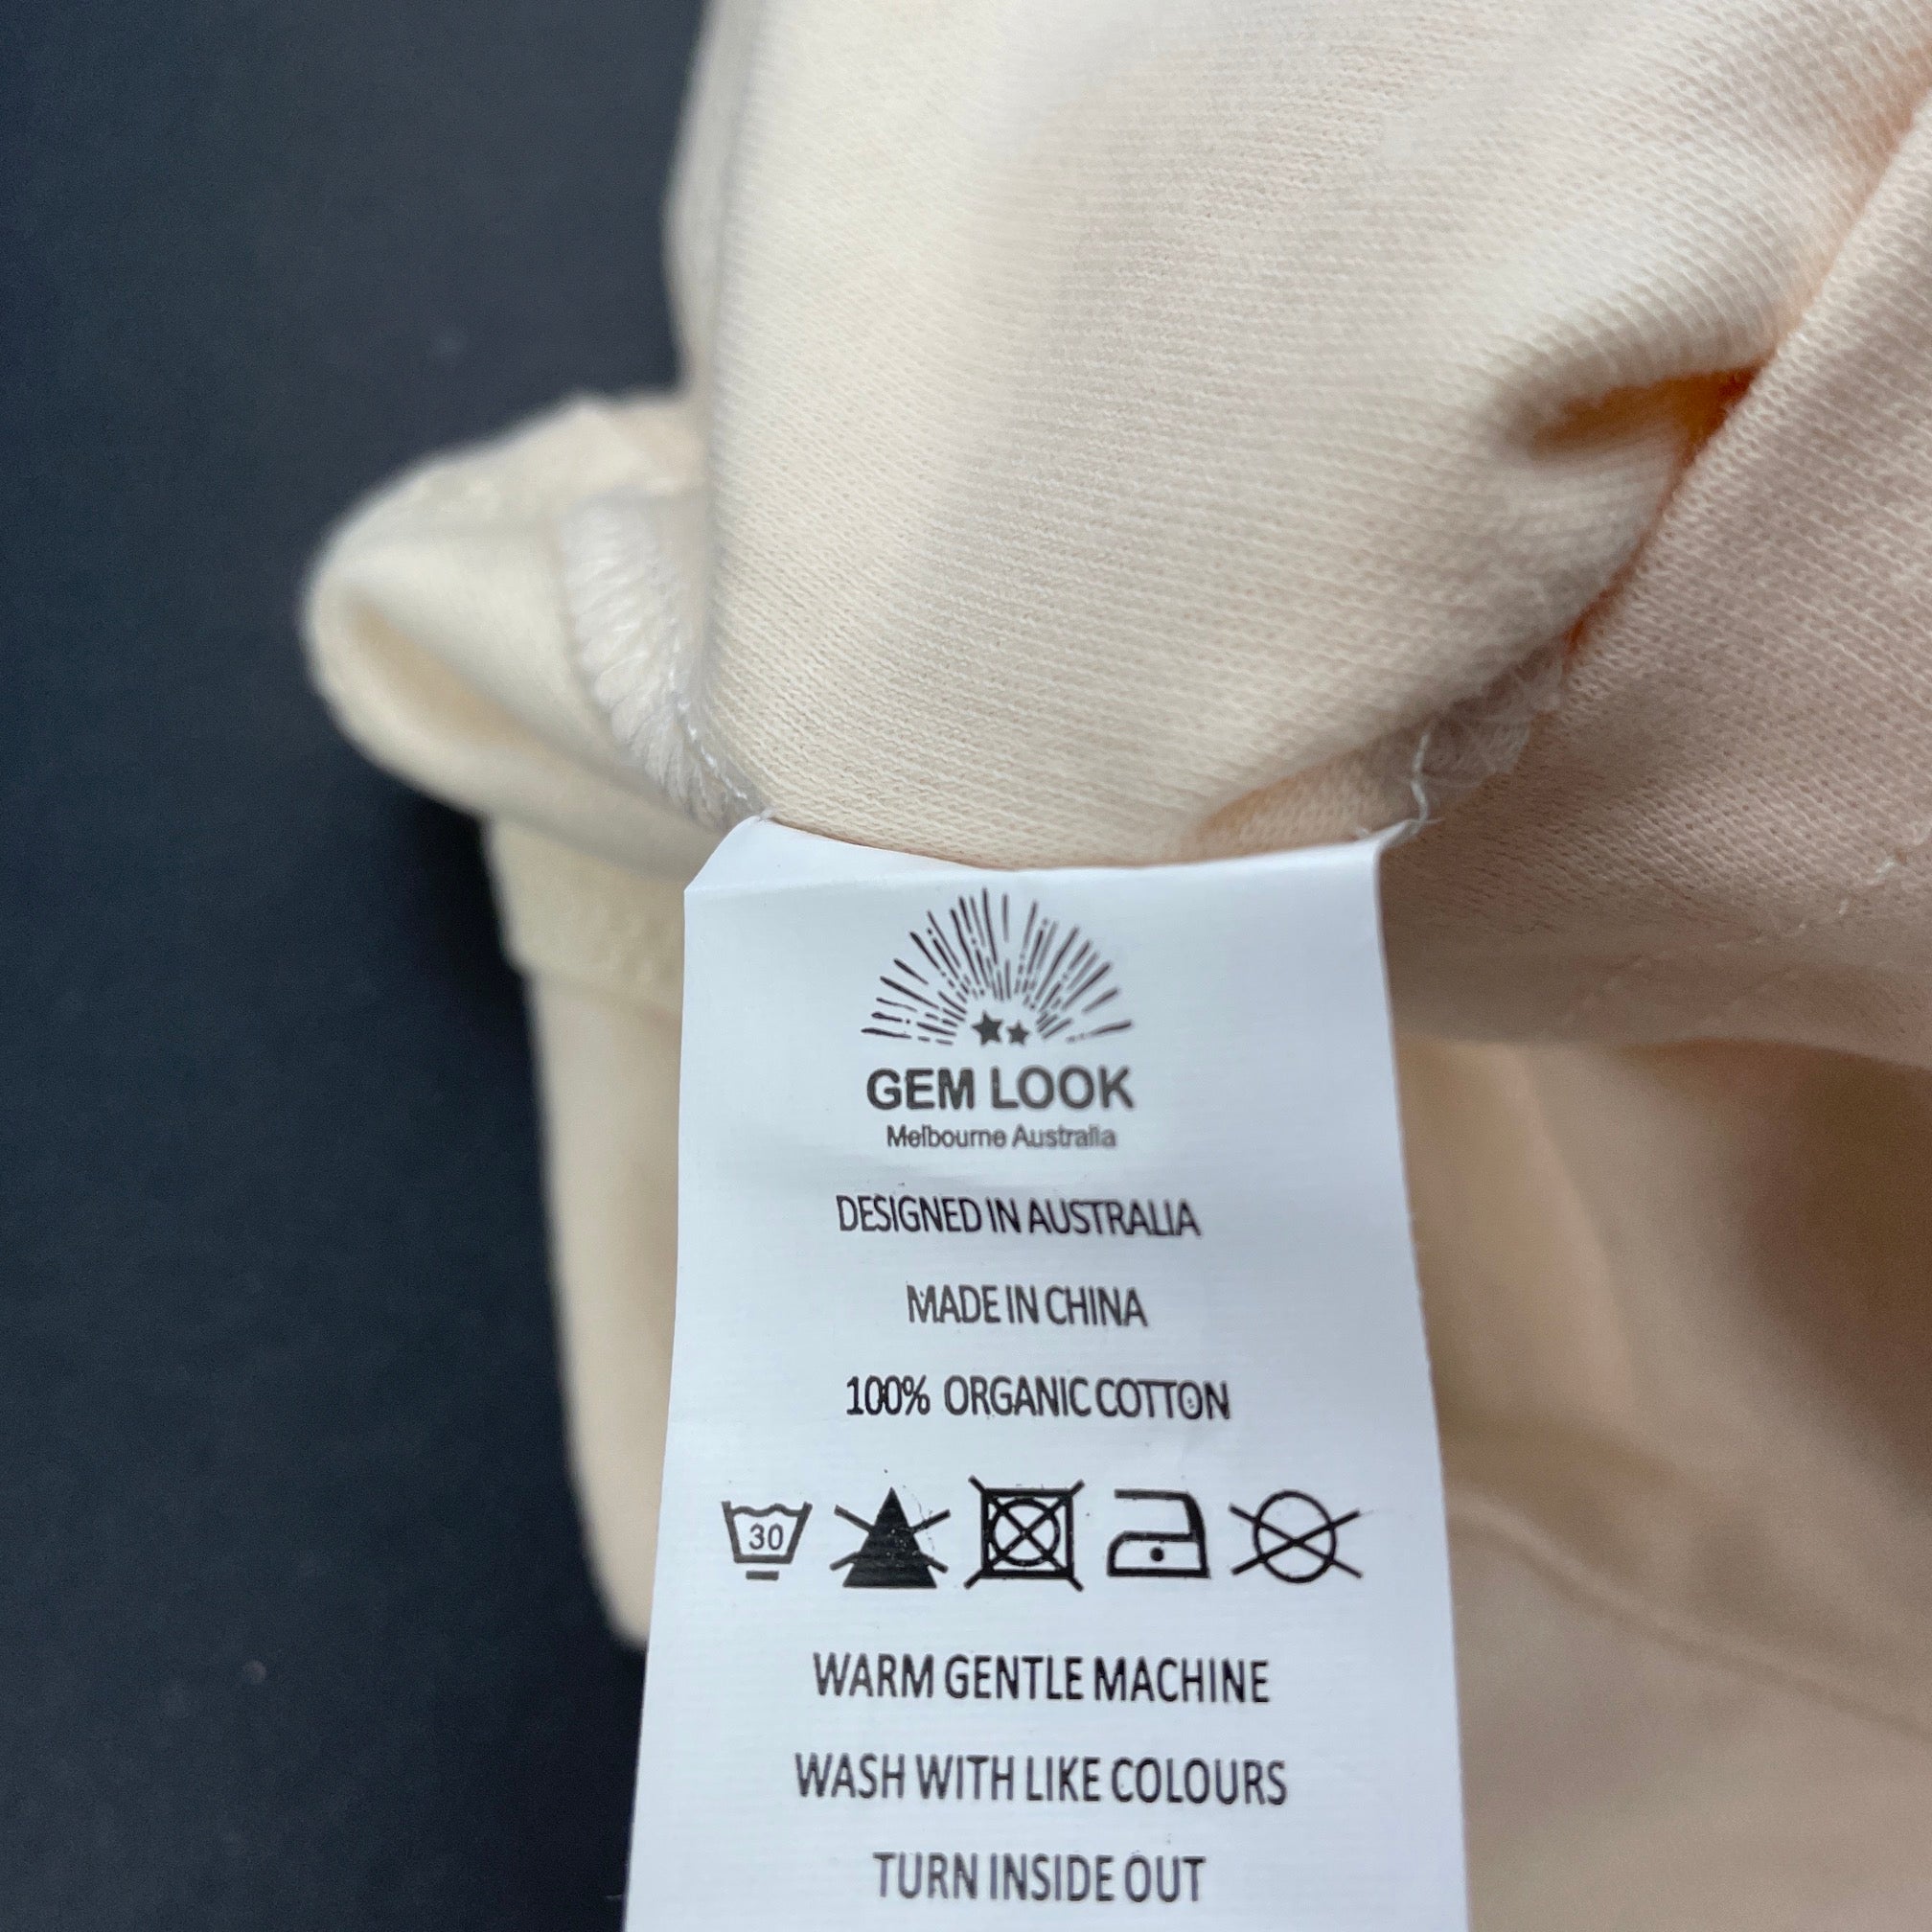 GEM LOOK
Melbourne Australia
DESIGNED IN AUSTRALIA
MADE IN CHINA
100% ORGANIC COTTON
30
WARM GENTLE MACHINE
WASH WITH LIKE COLOURS
TURN INSIDE OUT